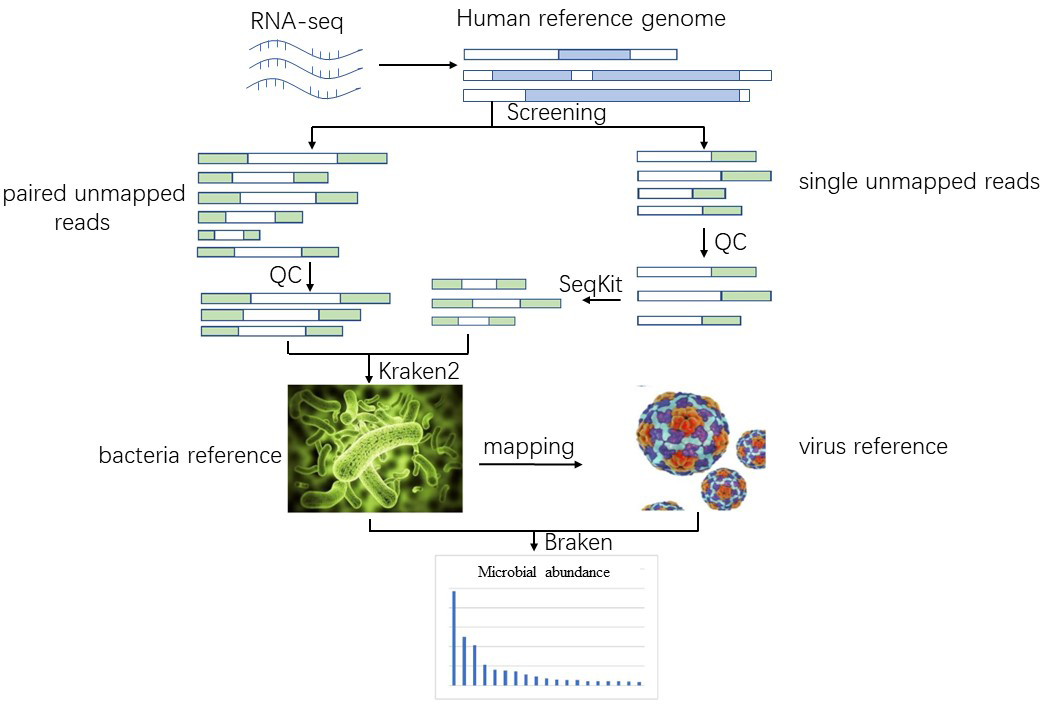 RNA-seq
Human reference genome
Screening
paired unmapped
reads
single unmapped reads
QC
QC
SeqKit
Kraken2
bacteria reference
mapping
virus reference
Braken
Microbial abundance